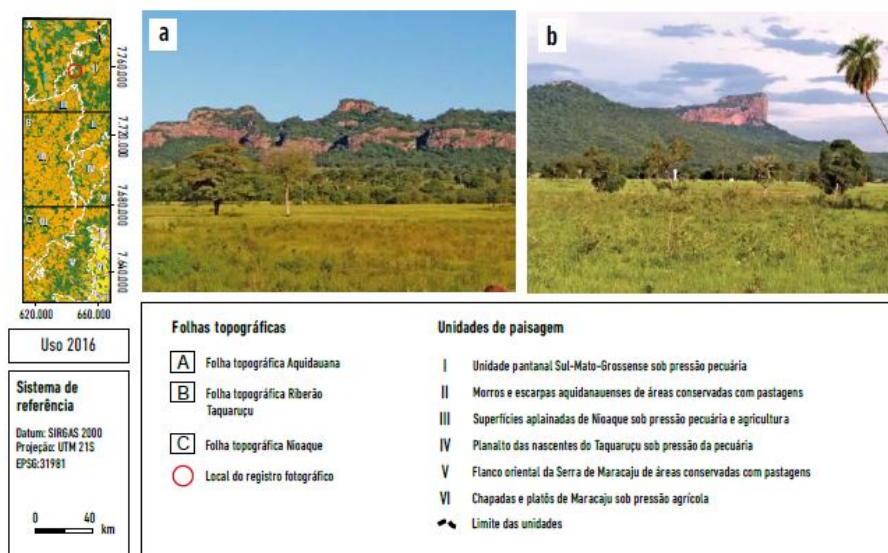 a
b
A
B
C
7.760.000
7.720.000
7.680.000
7.640.000
620.000 660.000
Uso 2016
Sistema de
referência
Datum: SIRGAS 2000
Projeção: UTM 21S
EPSG:31981
0 40
km
Folhas topográficas
A Folha topográfica Aquidauana
B Folha topográfica Riberão
Taquaruçu
C Folha topográfica Nioaque
Local do registro fotográfico
Unidades de paisagem
I Unidade pantanal Sul-Mato-Grossense sob pressão pecuária
II Morros e escarpas aquidanauenses de áreas conservadas com pastagens
III Superfícies aplainadas de Nioaque sob pressão pecuária e agricultura
IV Planalto das nascentes do Taquaruçu sob pressão da pecuária
V Flanco oriental da Serra de Maracaju de áreas conservadas com pastagens
VI Chapadas e platôs de Maracaju sob pressão agrícola
Limite das unidades